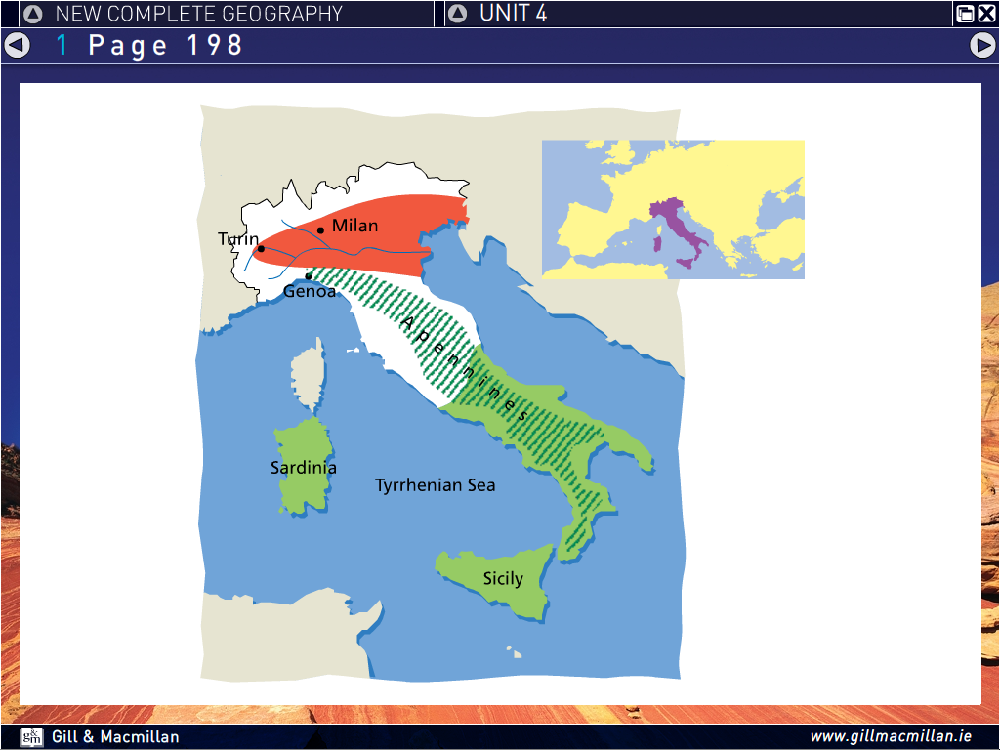 NEW COMPLETE GEOGRAPHY
UNIT 4
1 Page 198
Milan
Turin
Genoa
Apennines
Sardinia
Tyrrhenian Sea
Sicily
g&
gm
Gill & Macmillan
www.gillmacmillan.ie